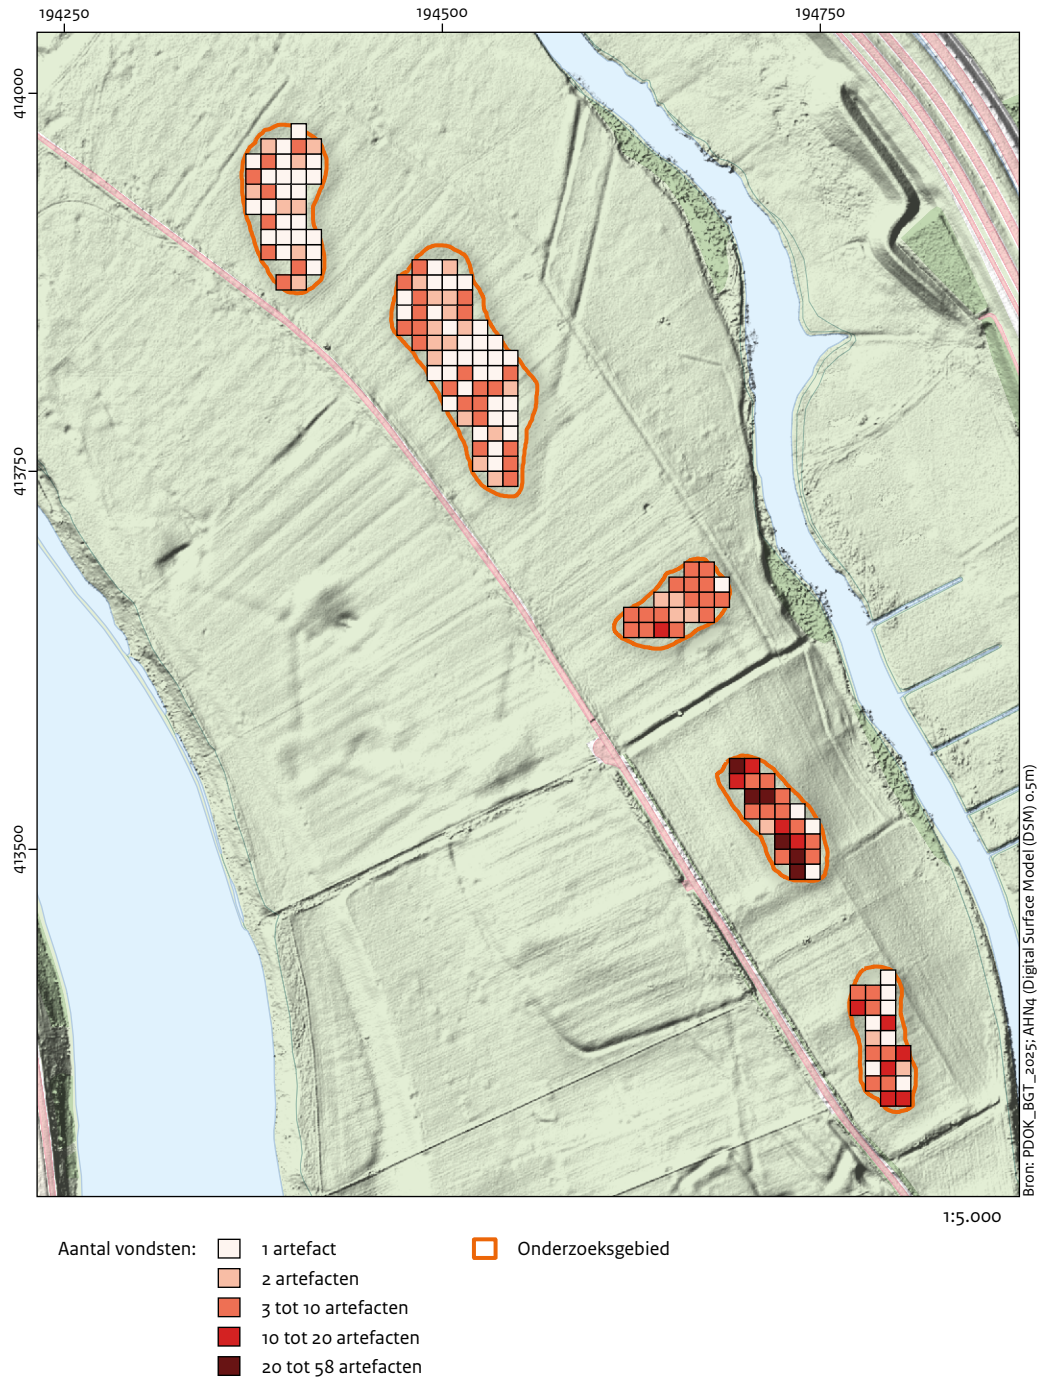 194250
194500
194750
414000
413750
413500
Bron: PDOK_BGT_2025; AHN4 (Digital Surface Model (DSM) 0.5m)
1:5.000
Aantal vondsten:
1 artefact
2 artefacten
3 tot 10 artefacten
10 tot 20 artefacten
20 tot 58 artefacten
Onderzoeksgebied